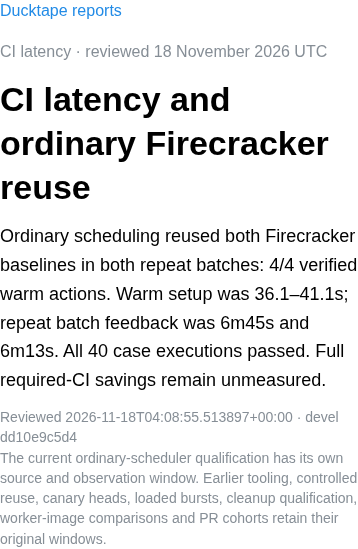 Ducktape reports
CI latency · reviewed 18 November 2026 UTC
CI latency and
ordinary Firecracker
reuse
Ordinary scheduling reused both Firecracker
baselines in both repeat batches: 4/4 verified
warm actions. Warm setup was 36.1–41.1s;
repeat batch feedback was 6m45s and
6m13s. All 40 case executions passed. Full
required-CI savings remain unmeasured.
Reviewed 2026-11-18T04:08:55.513897+00:00 · devel
dd10e9c5d4
The current ordinary-scheduler qualification has its own
source and observation window. Earlier tooling, controlled
reuse, canary heads, loaded bursts, cleanup qualification,
worker-image comparisons and PR cohorts retain their
original windows.